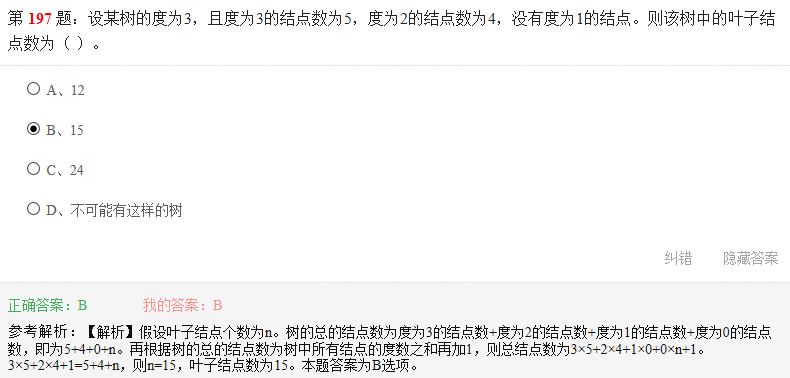 第 197 题：设某树的度为3，且度为3的结点数为5，度为2的结点数为4，没有度为1的结点。则该树中的叶子结
点数为（ ）。
A、12
B、15
C、24
D、不可能有这样的树
纠错 隐藏答案
正确答案：B 我的答案：B
参考解析：【解析】假设叶子结点个数为n。树的总的结点数为度为3的结点数+度为2的结点数+度为1的结点数+度为0的结点
数，即为5+4+0+n。再根据树的总的结点数为树中所有结点的度数之和再加1，则总结点数为3×5+2×4+1×0+0×n+1。
3×5+2×4+1=5+4+n，则n=15，叶子结点数为15。本题答案为B选项。